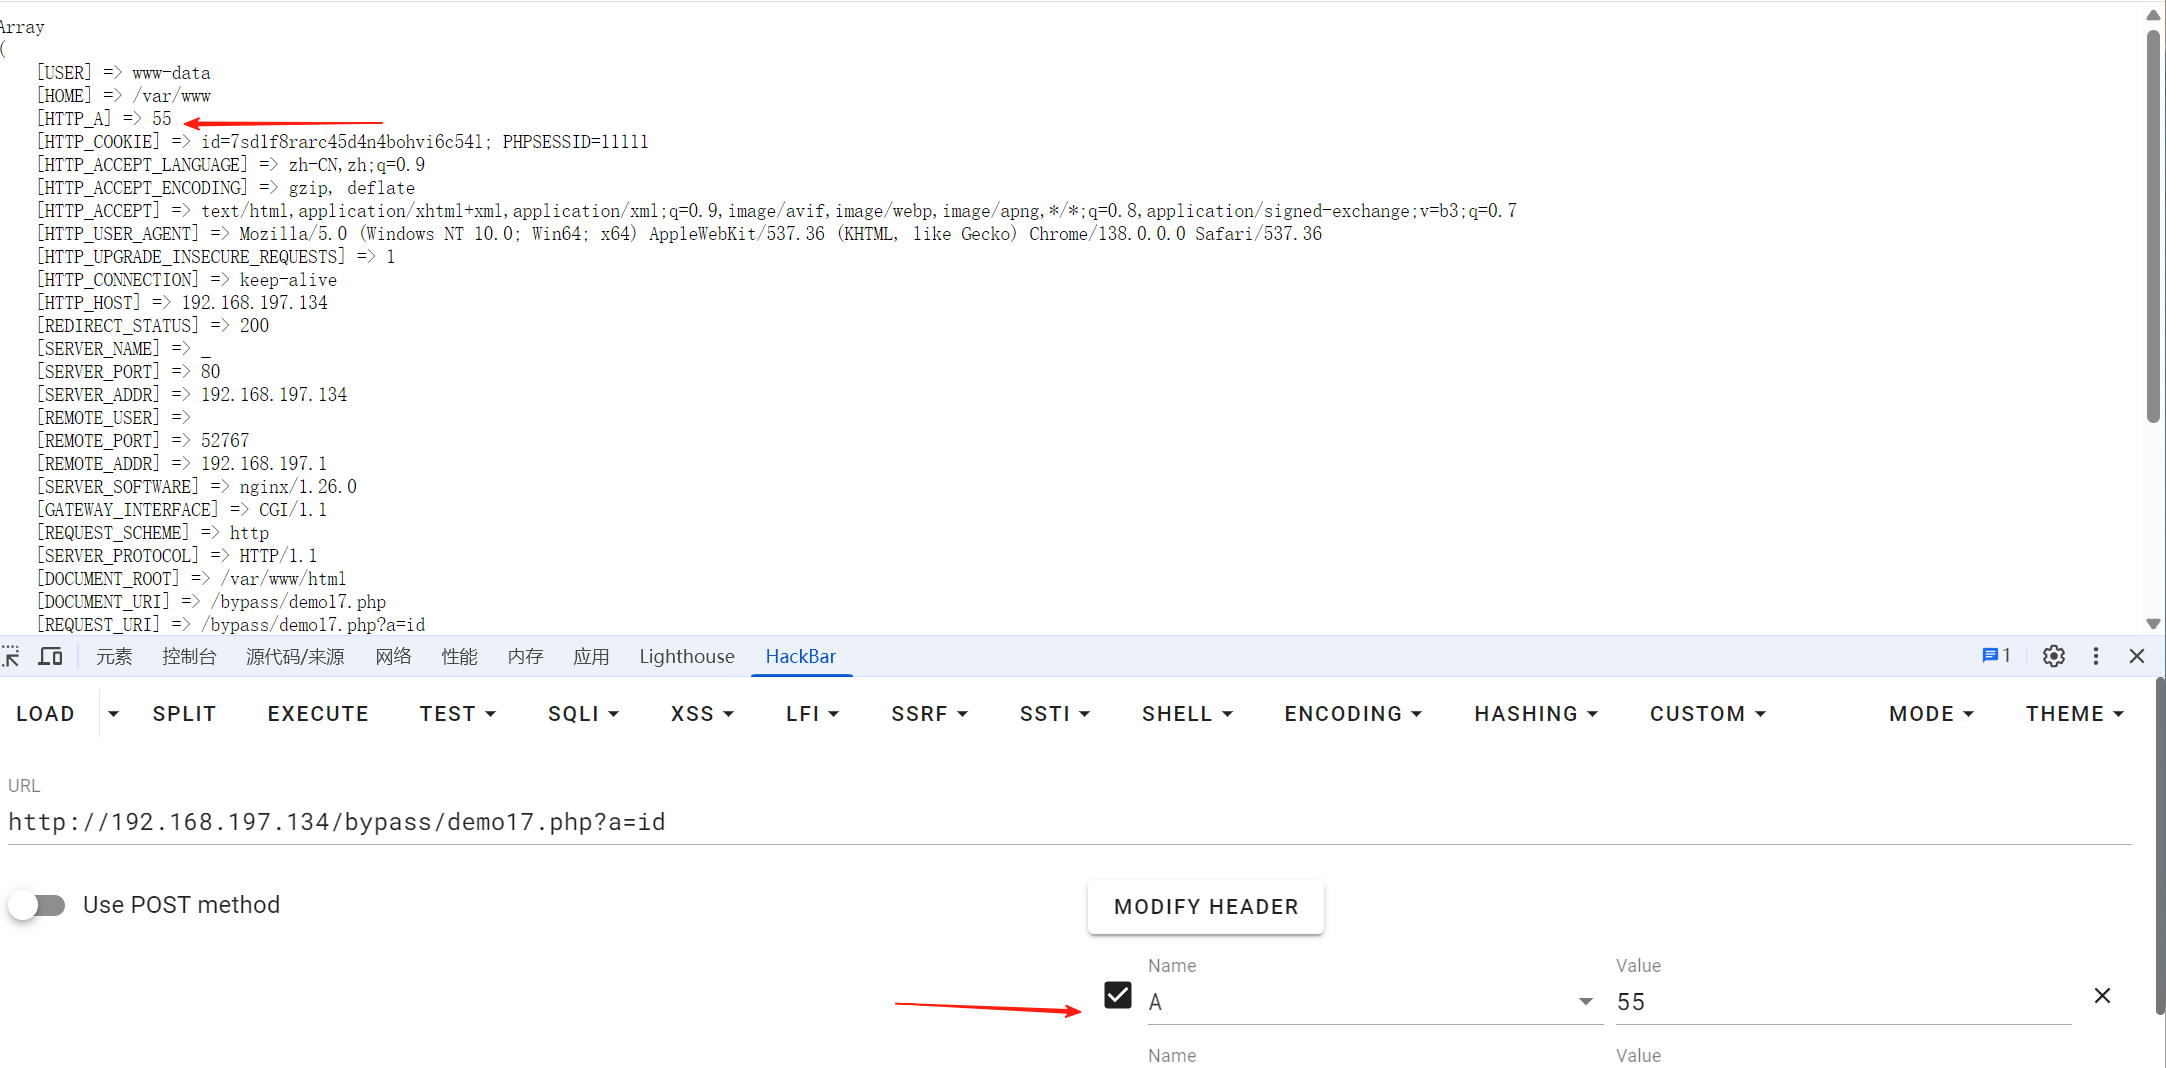 Array
(
[USER] => www-data
[HOME] => /var/www
[HTTP_A] => 55
[HTTP_COOKIE] => id=7sdlf8rarc45d4n4bohvi6c54l; PHPSESSID=11111
[HTTP_ACCEPT_LANGUAGE] => zh-CN,zh;q=0.9
[HTTP_ACCEPT_ENCODING] => gzip, deflate
[HTTP_ACCEPT] => text/html,application/xhtml+xml,application/xml;q=0.9,image/avif,image/webp,image/apng,*/*;q=0.8,application/signed-exchange;v=b3;q=0.7
[HTTP_USER_AGENT] => Mozilla/5.0 (Windows NT 10.0; Win64; x64) AppleWebKit/537.36 (KHTML, like Gecko) Chrome/138.0.0.0 Safari/537.36
[HTTP_UPGRADE_INSECURE_REQUESTS] => 1
[HTTP_CONNECTION] => keep-alive
[HTTP_HOST] => 192.168.197.134
[REDIRECT_STATUS] => 200
[SERVER_NAME] => _
[SERVER_PORT] => 80
[SERVER_ADDR] => 192.168.197.134
[REMOTE_USER] =>
[REMOTE_PORT] => 52767
[REMOTE_ADDR] => 192.168.197.1
[SERVER_SOFTWARE] => nginx/1.26.0
[GATEWAY_INTERFACE] => CGI/1.1
[REQUEST_SCHEME] => http
[SERVER_PROTOCOL] => HTTP/1.1
[DOCUMENT_ROOT] => /var/www/html
[DOCUMENT_URI] => /bypass/demo17.php
[REQUEST_URI] => /bypass/demo17.php?a=id
元素 控制台 源代码/来源 网络 性能 内存 应用 Lighthouse HackBar 1
LOAD SPLIT EXECUTE TEST SQLI XSS LFI SSRF SSTI SHELL ENCODING HASHING CUSTOM MODE THEME
URL
http://192.168.197.134/bypass/demo17.php?a=id
Use POST method
MODIFY HEADER
Name Value
A 55
Name Value